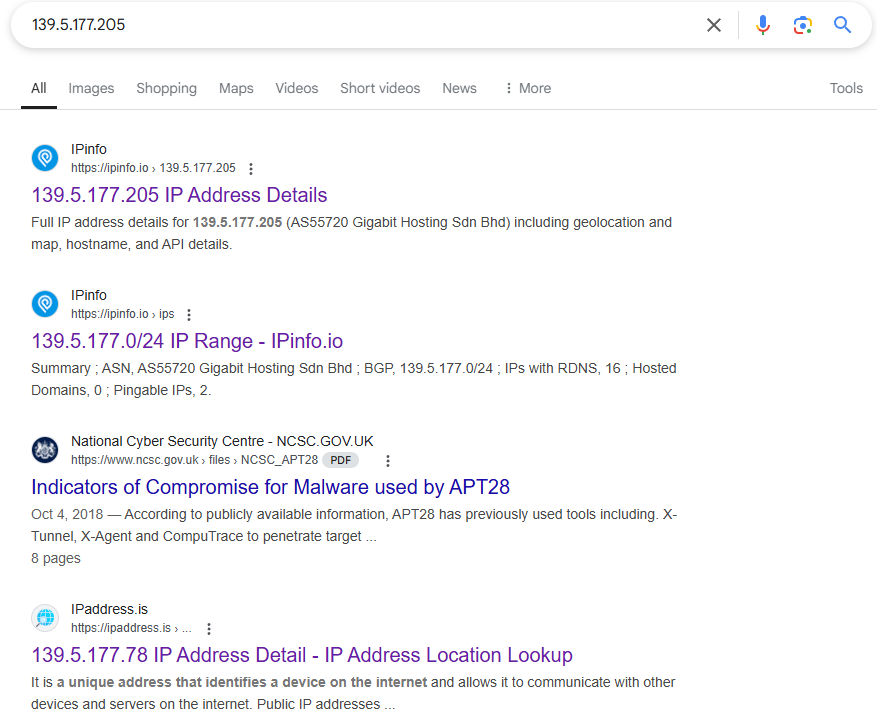 139.5.177.205
All Images Shopping Maps Videos Short videos News More Tools
IPinfo
https://ipinfo.io › 139.5.177.205
139.5.177.205 IP Address Details
Full IP address details for 139.5.177.205 (AS55720 Gigabit Hosting Sdn Bhd) including geolocation and
map, hostname, and API details.
IPinfo
https://ipinfo.io › ips
139.5.177.0/24 IP Range - IPinfo.io
Summary ; ASN, AS55720 Gigabit Hosting Sdn Bhd ; BGP, 139.5.177.0/24 ; IPs with RDNS, 16 ; Hosted
Domains, 0 ; Pingable IPs, 2.
National Cyber Security Centre - NCSC.GOV.UK
https://www.ncsc.gov.uk › files › NCSC_APT28 PDF
Indicators of Compromise for Malware used by APT28
Oct 4, 2018 — According to publicly available information, APT28 has previously used tools including. X-
Tunnel, X-Agent and CompuTrace to penetrate target ...
8 pages
IPaddress.is
https://ipaddress.is › ...
139.5.177.78 IP Address Detail - IP Address Location Lookup
It is a unique address that identifies a device on the internet and allows it to communicate with other
devices and servers on the internet. Public IP addresses ...